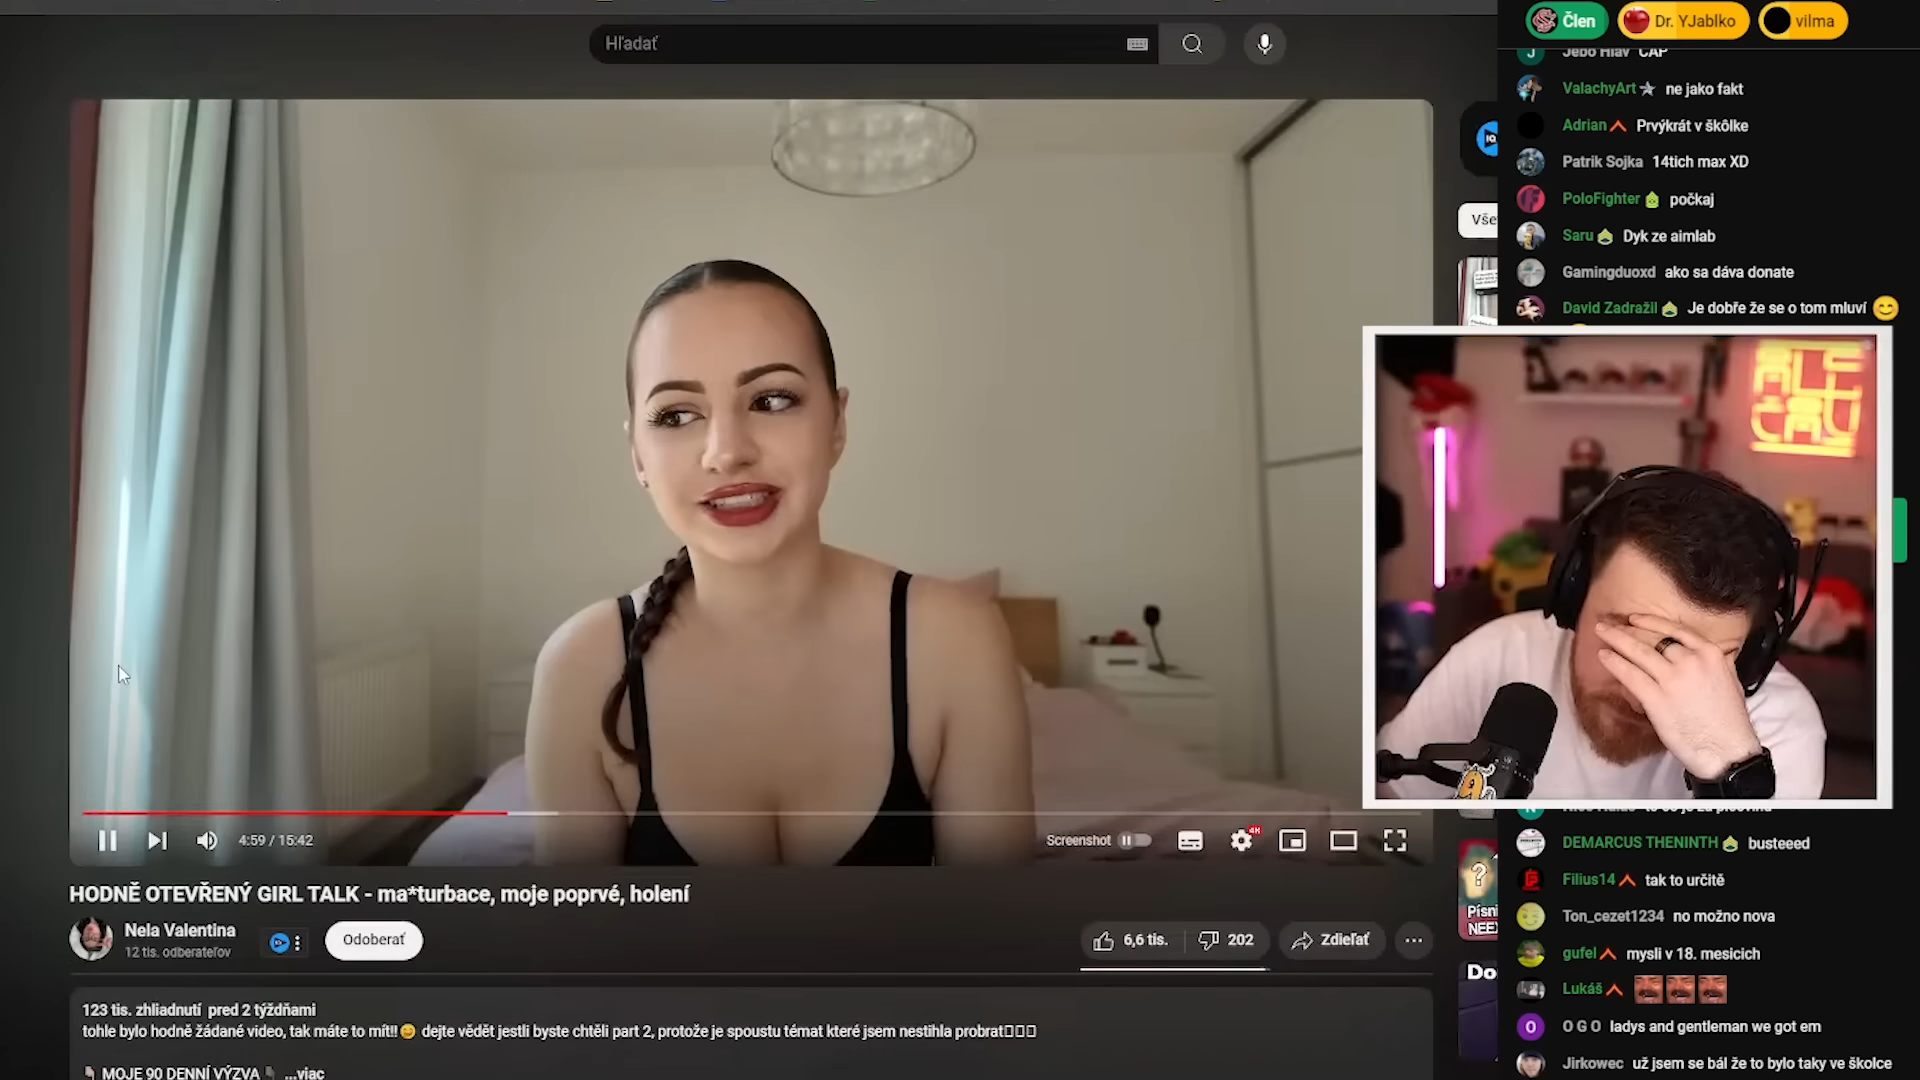 Hľadať
Člen
Dr. YJablko
vilma
Jebo Hlav CAP
ValachyArt ne jako fakt
Adrian Prvýkrát v škôlke
Patrik Sojka 14tich max XD
PoloFighter počkaj
Saru Dyk ze aimlab
Gamingduoxd ako sa dáva donate
David Zadražil Je dobře že se o tom mluví 😊
Vše
4:59 / 15:42
Screenshot
HODNĚ OTEVŘENÝ GIRL TALK - ma*turbace, moje poprvé, holení
Nela Valentina
12 tis. odberateľov
Odoberať
6,6 tis.
202
Zdieľať
123 tis. zhliadnutí pred 2 týždňami
tohle bylo hodně žádané video, tak máte to mít!!😄 dejte vědět jestli byste chtěli part 2, protože je spoustu témat které jsem nestihla probrat
MOJE 90 DENNÍ VÝZVA ...viac
Písni
NEE
Do
DEMARCUS THENINTH busteeed
Filius14 tak to určitě
Ton_cezet1234 no možno nova
gufel mysli v 18. mesicich
Lukáš
O G O ladys and gentleman we got em
Jirkowec už jsem se bál že to bylo taky ve školce